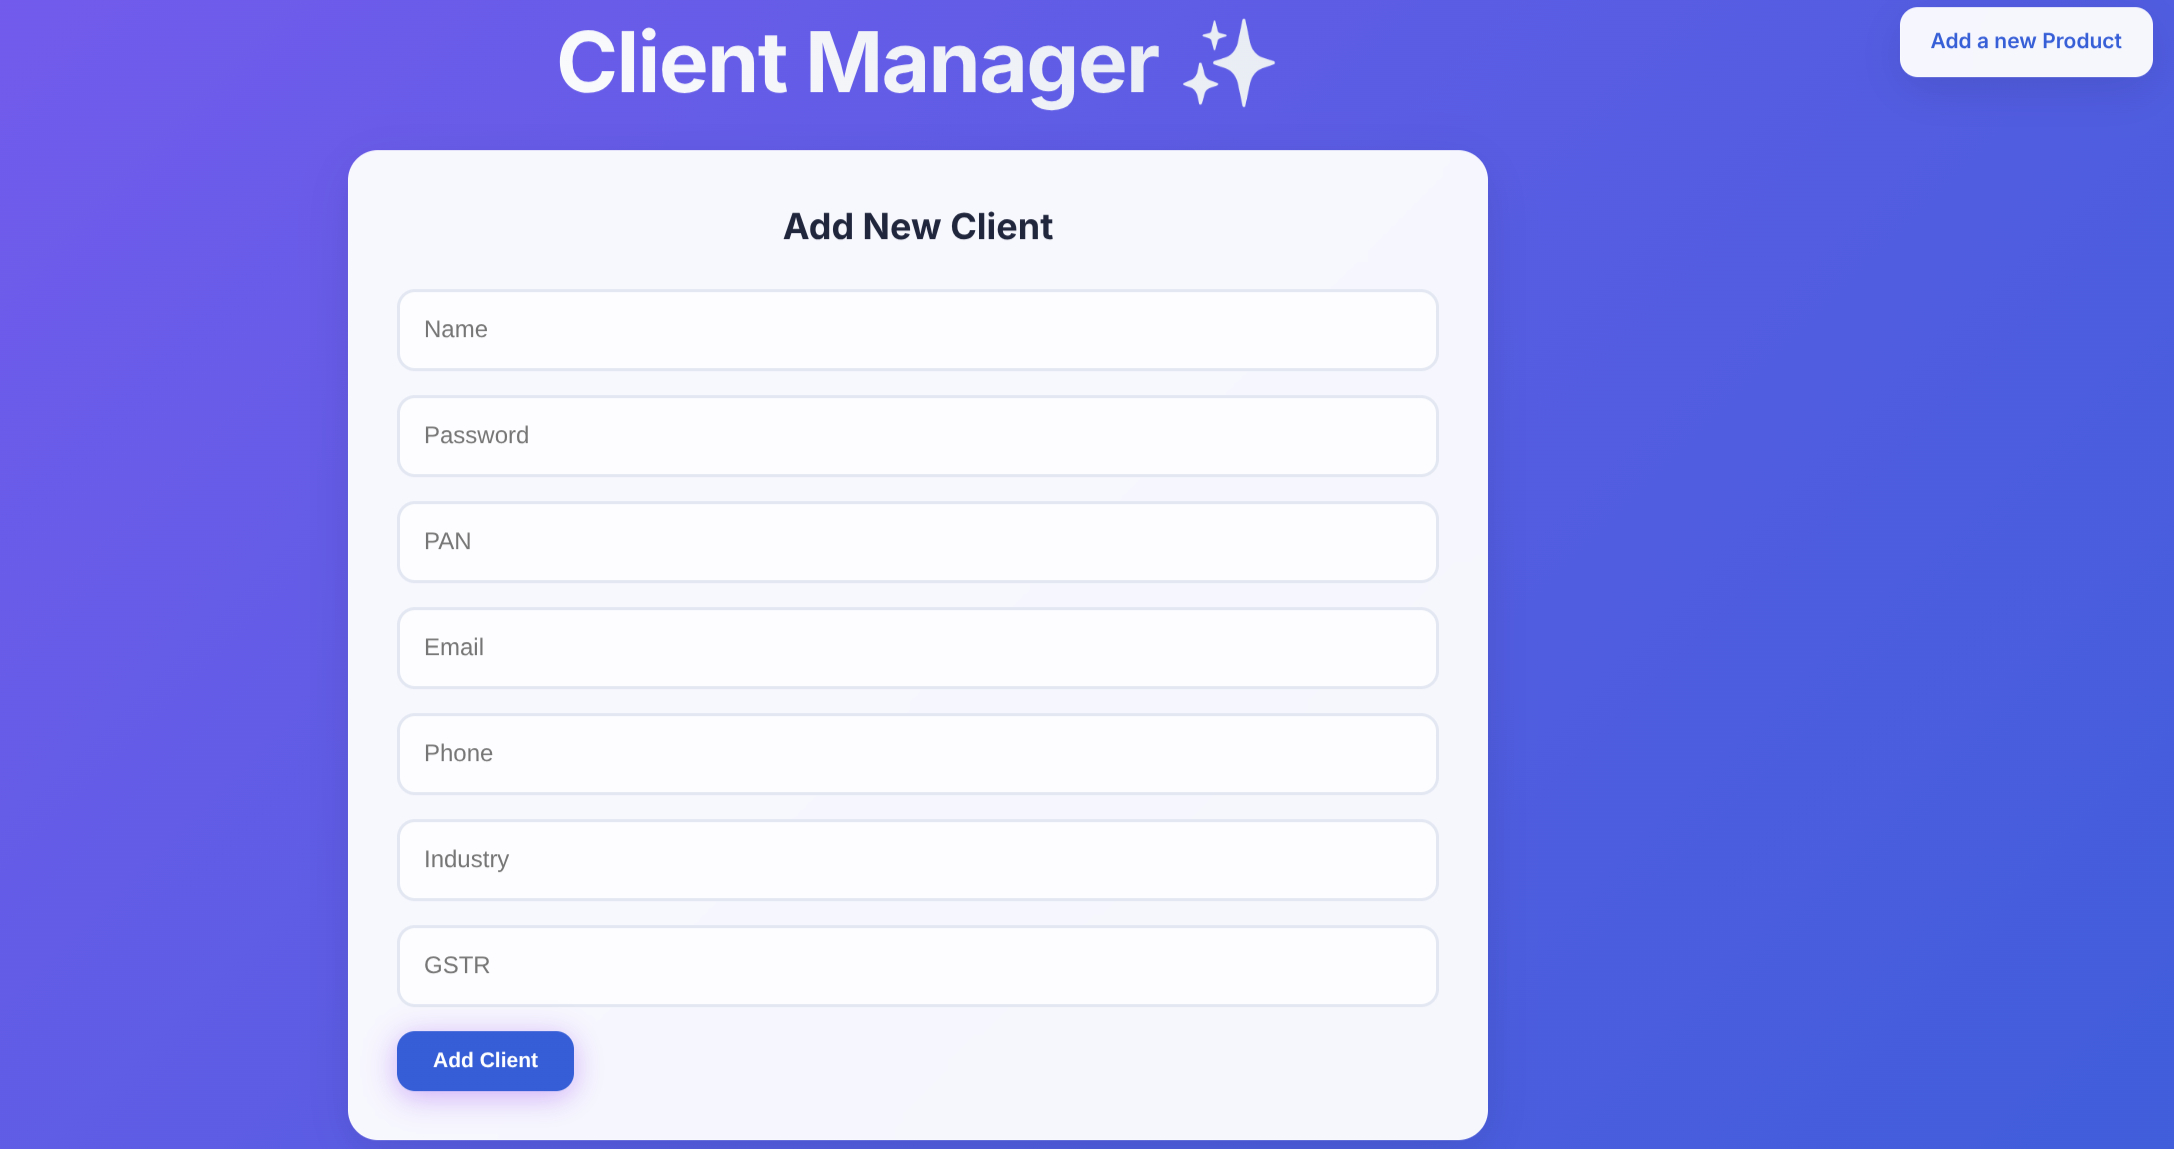 Client Manager ✨
Add a new Product
Add New Client
Name
Password
PAN
Email
Phone
Industry
GSTR
Add Client